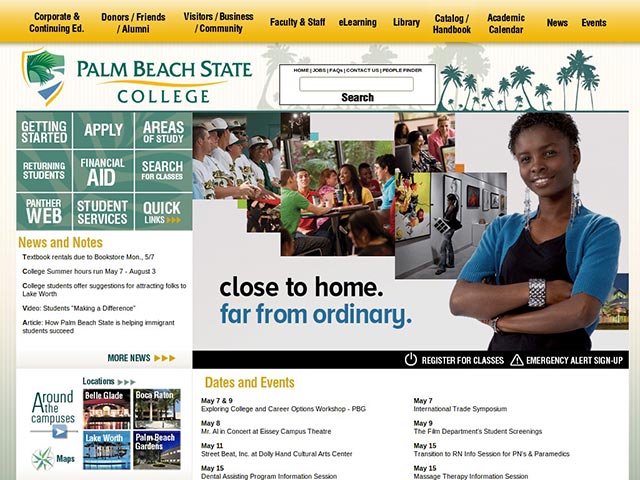 Corporate &
Continuing Ed.
Donors / Friends
/ Alumni
Visitors / Business
/ Community
Faculty & Staff
eLearning
Library
Catalog /
Handbook
Academic
Calendar
News
Events
PALM BEACH STATE
COLLEGE
HOME | JOBS | FAQs | CONTACT US | PEOPLE FINDER
Search
GETTING
STARTED
APPLY
AREAS
OF STUDY
RETURNING
STUDENTS
FINANCIAL
AID
SEARCH
FOR CLASSES
PANTHER
WEB
STUDENT
SERVICES
QUICK
LINKS
close to home.
far from ordinary.
News and Notes
Textbook rentals due to Bookstore Mon., 5/7
College Summer hours run May 7 - August 3
College students offer suggestions for attracting folks to
Lake Worth
Video: Students "Making a Difference"
Article: How Palm Beach State is helping immigrant
students succeed
MORE NEWS
REGISTER FOR CLASSES
EMERGENCY ALERT SIGN-UP
Around
the
campuses
Maps
Locations
Belle Glade
Boca Raton
Lake Worth
Palm Beach
Gardens
Dates and Events
May 7 & 9
Exploring College and Career Options Workshop - PBG
May 8
Mr. Al in Concert at Eissey Campus Theatre
May 11
Street Beat, Inc. at Dolly Hand Cultural Arts Center
May 15
Dental Assisting Program Information Session
May 7
International Trade Symposium
May 9
The Film Department's Student Screenings
May 15
Transition to RN Info Session for PN's & Paramedics
May 15
Massage Therapy Information Session